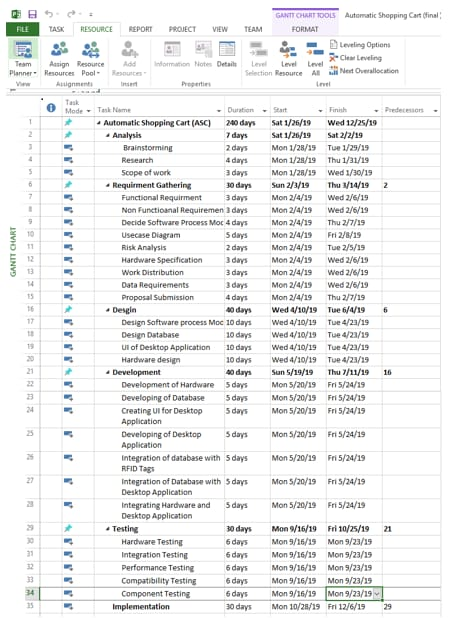 GANTT CHART TOOLS Automatic Shopping Cart (final
FILE TASK RESOURCE REPORT PROJECT VIEW TEAM FORMAT
Team Planner Assign Resources Resource Pool Add Resources Information Notes Details Level Selection Level Resource Level All Leveling Options
Clear Leveling
Next Overallocation
View Assignments Insert Properties Level
Task Mode Task Name Duration Start Finish Predecessors
1 Automatic Shopping Cart (ASC) 240 days Sat 1/26/19 Wed 12/25/19
2 Analysis 7 days Sat 1/26/19 Sat 2/2/19
3 Brainstorming 2 days Mon 1/28/19 Tue 1/29/19
4 Research 4 days Mon 1/28/19 Thu 1/31/19
5 Scope of work 3 days Mon 1/28/19 Wed 1/30/19
6 Requirment Gathering 30 days Sun 2/3/19 Thu 3/14/19 2
7 Functional Requirment 3 days Mon 2/4/19 Wed 2/6/19
8 Non Functioanal Requiremen 3 days Mon 2/4/19 Wed 2/6/19
9 Decide Software Process Moc 4 days Mon 2/4/19 Thu 2/7/19
10 Usecase Diagram 5 days Mon 2/4/19 Fri 2/8/19
11 Risk Analysis 2 days Mon 2/4/19 Tue 2/5/19
12 Hardware Specification 3 days Mon 2/4/19 Wed 2/6/19
13 Work Distribution 3 days Mon 2/4/19 Wed 2/6/19
14 Data Requirements 3 days Mon 2/4/19 Wed 2/6/19
15 Proposal Submission 4 days Mon 2/4/19 Thu 2/7/19
16 Desgin 40 days Wed 4/10/19 Tue 6/4/19 6
17 Design Software process Moc 10 days Wed 4/10/19 Tue 4/23/19
18 Design Database 10 days Wed 4/10/19 Tue 4/23/19
19 UI of Desktop Application 10 days Wed 4/10/19 Tue 4/23/19
20 Hardware design 10 days Wed 4/10/19 Tue 4/23/19
21 Development 40 days Sun 5/19/19 Thu 7/11/19 16
22 Development of Hardware 5 days Mon 5/20/19 Fri 5/24/19
23 Developing of Database 5 days Mon 5/20/19 Fri 5/24/19
24 Creating UI for Desktop 5 days Mon 5/20/19 Fri 5/24/19
Application
25 Developing of Desktop 5 days Mon 5/20/19 Fri 5/24/19
Application
26 Integration of database with 5 days Mon 5/20/19 Fri 5/24/19
RFID Tags
27 Integration of Database with 5 days Mon 5/20/19 Fri 5/24/19
Desktop Application
28 Integrating Hardware and 5 days Mon 5/20/19 Fri 5/24/19
Desktop Application
29 Testing 30 days Mon 9/16/19 Fri 10/25/19 21
30 Hardware Testing 6 days Mon 9/16/19 Mon 9/23/19
31 Integration Testing 6 days Mon 9/16/19 Mon 9/23/19
32 Performance Testing 6 days Mon 9/16/19 Mon 9/23/19
33 Compatibility Testing 6 days Mon 9/16/19 Mon 9/23/19
34 Component Testing 6 days Mon 9/16/19 Mon 9/23/19
35 Implementation 30 days Mon 10/28/19 Fri 12/6/19 29
GANTT CHART